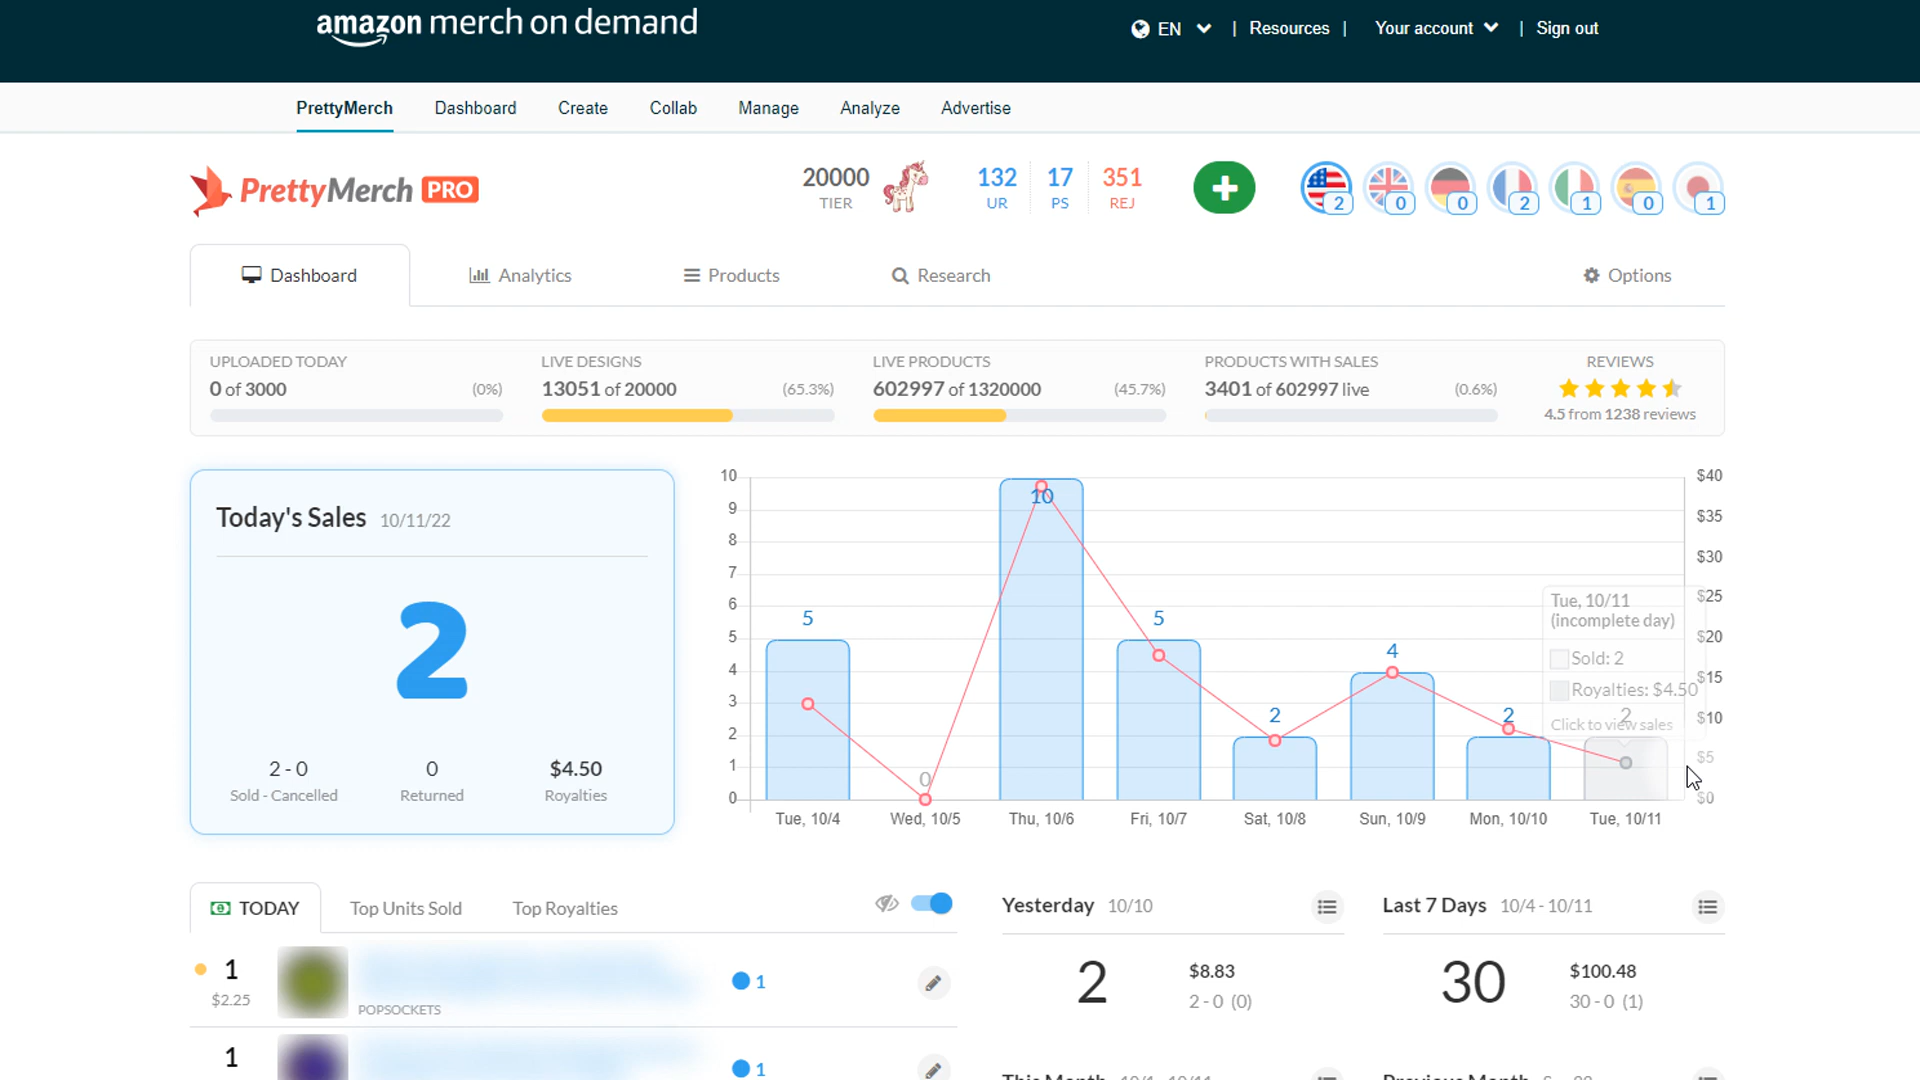 amazon merch on demand
EN | Resources | Your account | Sign out
PrettyMerch Dashboard Create Collab Manage Analyze Advertise
PrettyMerch PRO
20000 132 17 351
TIER UR PS REJ
2 0 0 2 1 0 1
Dashboard Analytics Products Research Options
UPLOADED TODAY LIVE DESIGNS LIVE PRODUCTS PRODUCTS WITH SALES REVIEWS
0 of 3000 (0%) 13051 of 20000 (65.3%) 602997 of 1320000 (45.7%) 3401 of 602997 live (0.6%)
4.5 from 1238 reviews
Today's Sales 10/11/22
2
2 - 0 0 $4.50
Sold - Cancelled Returned Royalties
10 $40
9 $35
8 $30
7 $25
6 $20
5 $15
4 $10
3 $5
2 $0
1
0
5 0 10 5 2 4 2 2
Tue, 10/11
(incomplete day)
Sold: 2
Royalties: $4.50
Click to view sales
Tue, 10/4 Wed, 10/5 Thu, 10/6 Fri, 10/7 Sat, 10/8 Sun, 10/9 Mon, 10/10 Tue, 10/11
TODAY Top Units Sold Top Royalties
1 1
$2.25
POPSOCKETS
1 1
Yesterday 10/10
2 $8.83
2 - 0 (0)
Last 7 Days 10/4 - 10/11
30 $100.48
30 - 0 (1)
This Month 10/1 - 10/11
Previous Month